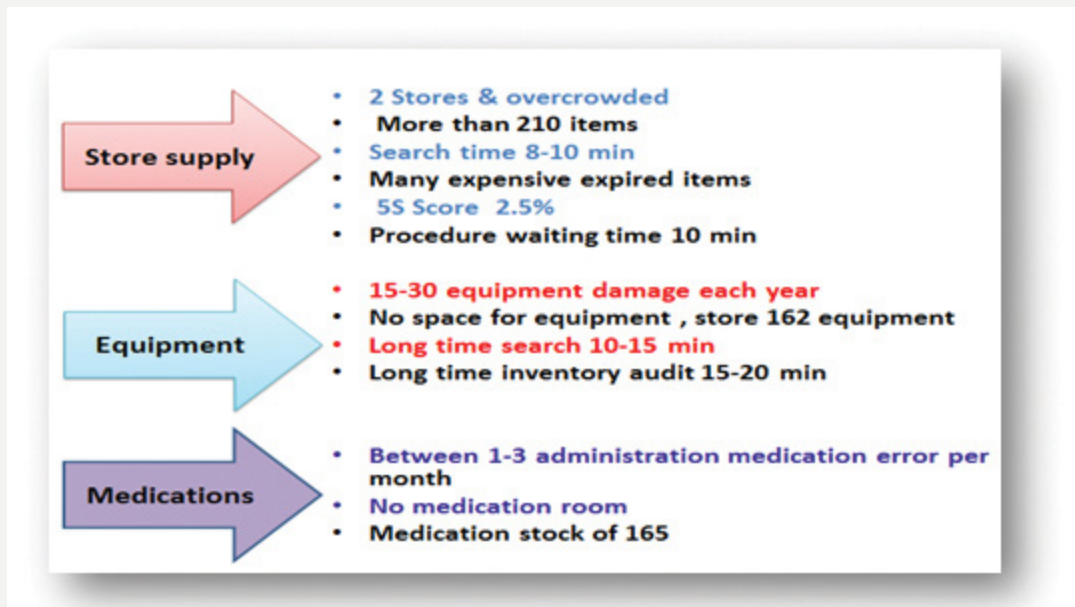 Store supply
• 2 Stores & overcrowded
• More than 210 items
• Search time 8-10 min
• Many expensive expired items
• 5S Score 2.5%
• Procedure waiting time 10 min
Equipment
• 15-30 equipment damage each year
• No space for equipment , store 162 equipment
• Long time search 10-15 min
• Long time inventory audit 15-20 min
Medications
• Between 1-3 administration medication error per
month
• No medication room
• Medication stock of 165